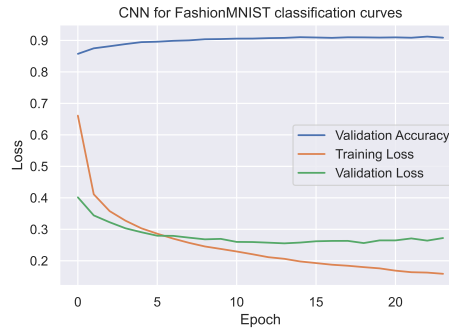 CNN for FashionMNIST classification curves
0.9
0.8
0.7
0.6
0.5
0.4
0.3
0.2
Loss
Validation Accuracy
Training Loss
Validation Loss
0
5
10
15
20
Epoch